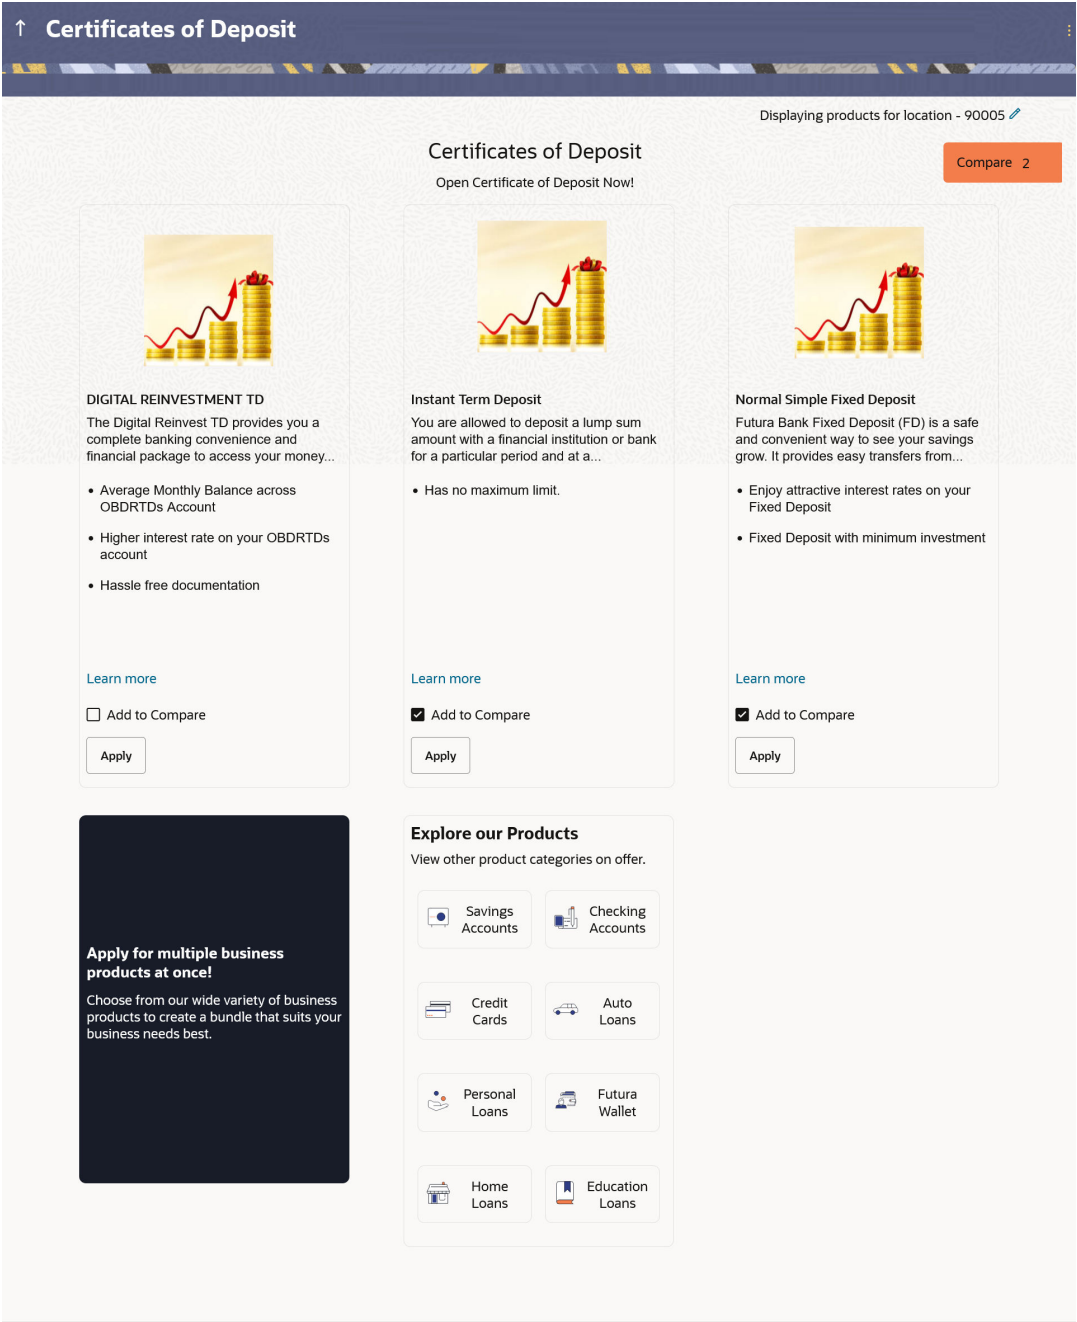 Certificates of Deposit
Displaying products for location - 90005
Certificates of Deposit
Open Certificate of Deposit Now!
Compare 2
DIGITAL REINVESTMENT TD
The Digital Reinvest TD provides you a
complete banking convenience and
financial package to access your money...
• Average Monthly Balance across
OBDRTDs Account
• Higher interest rate on your OBDRTDs
account
• Hassle free documentation
Learn more
Add to Compare
Apply
Instant Term Deposit
You are allowed to deposit a lump sum
amount with a financial institution or bank
for a particular period and at a...
• Has no maximum limit.
Learn more
Add to Compare
Apply
Normal Simple Fixed Deposit
Futura Bank Fixed Deposit (FD) is a safe
and convenient way to see your savings
grow. It provides easy transfers from...
• Enjoy attractive interest rates on your
Fixed Deposit
• Fixed Deposit with minimum investment
Learn more
Add to Compare
Apply
Apply for multiple business
products at once!
Choose from our wide variety of business
products to create a bundle that suits your
business needs best.
Explore our Products
View other product categories on offer.
Savings
Accounts
Checking
Accounts
Credit
Cards
Auto
Loans
Personal
Loans
Futura
Wallet
Home
Loans
Education
Loans